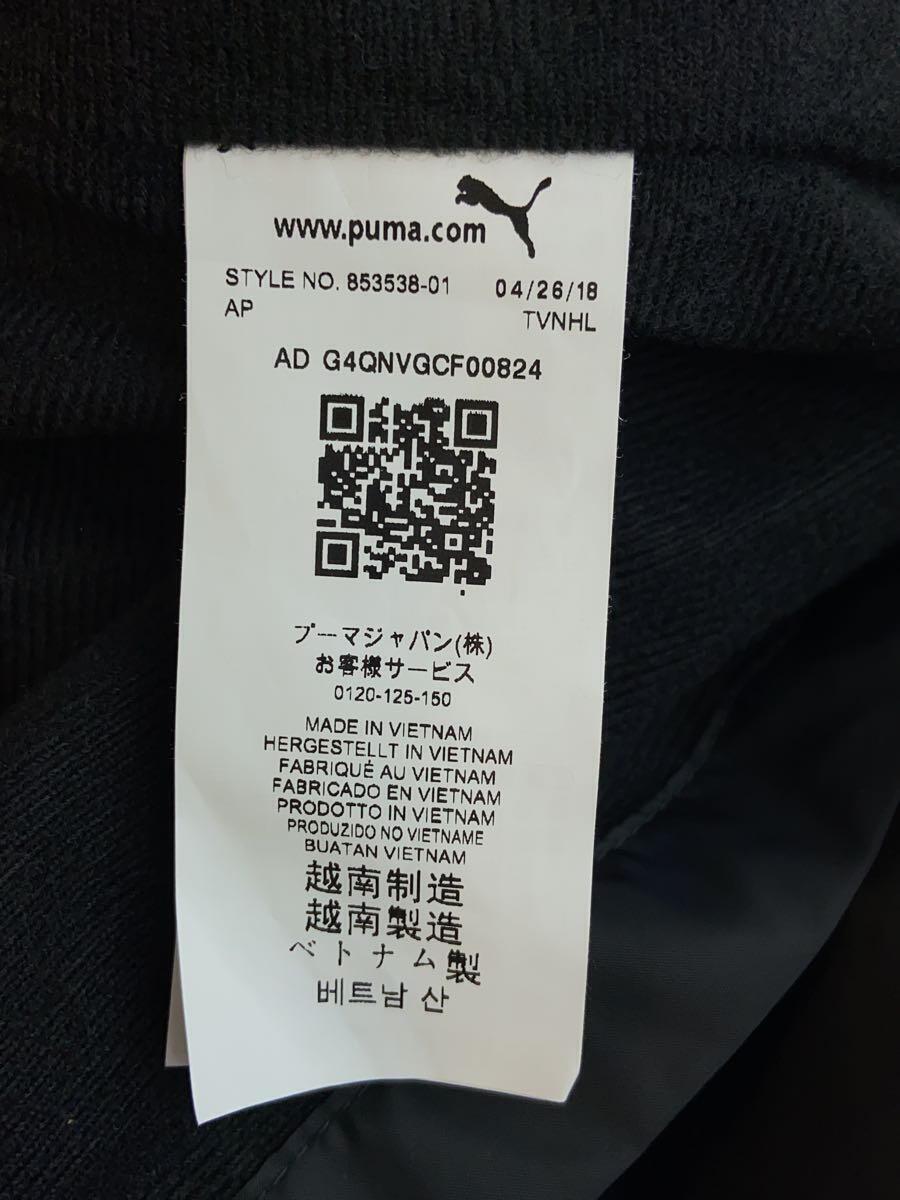 www.puma.com
STYLE NO. 853538-01 04/26/18
AP TVNHL
AD G4QNVGCF00824
プーマジャパン(株)
お客様サービス
0120-125-150
MADE IN VIETNAM
HERGESTELLT IN VIETNAM
FABRIQUÉ AU VIETNAM
FABRICADO EN VIETNAM
PRODOTTO IN VIETNAM
PRODUZIDO NO VIETNAME
BUATAN VIETNAM
越南制造
越南製造
ベトナム製
베트남 산